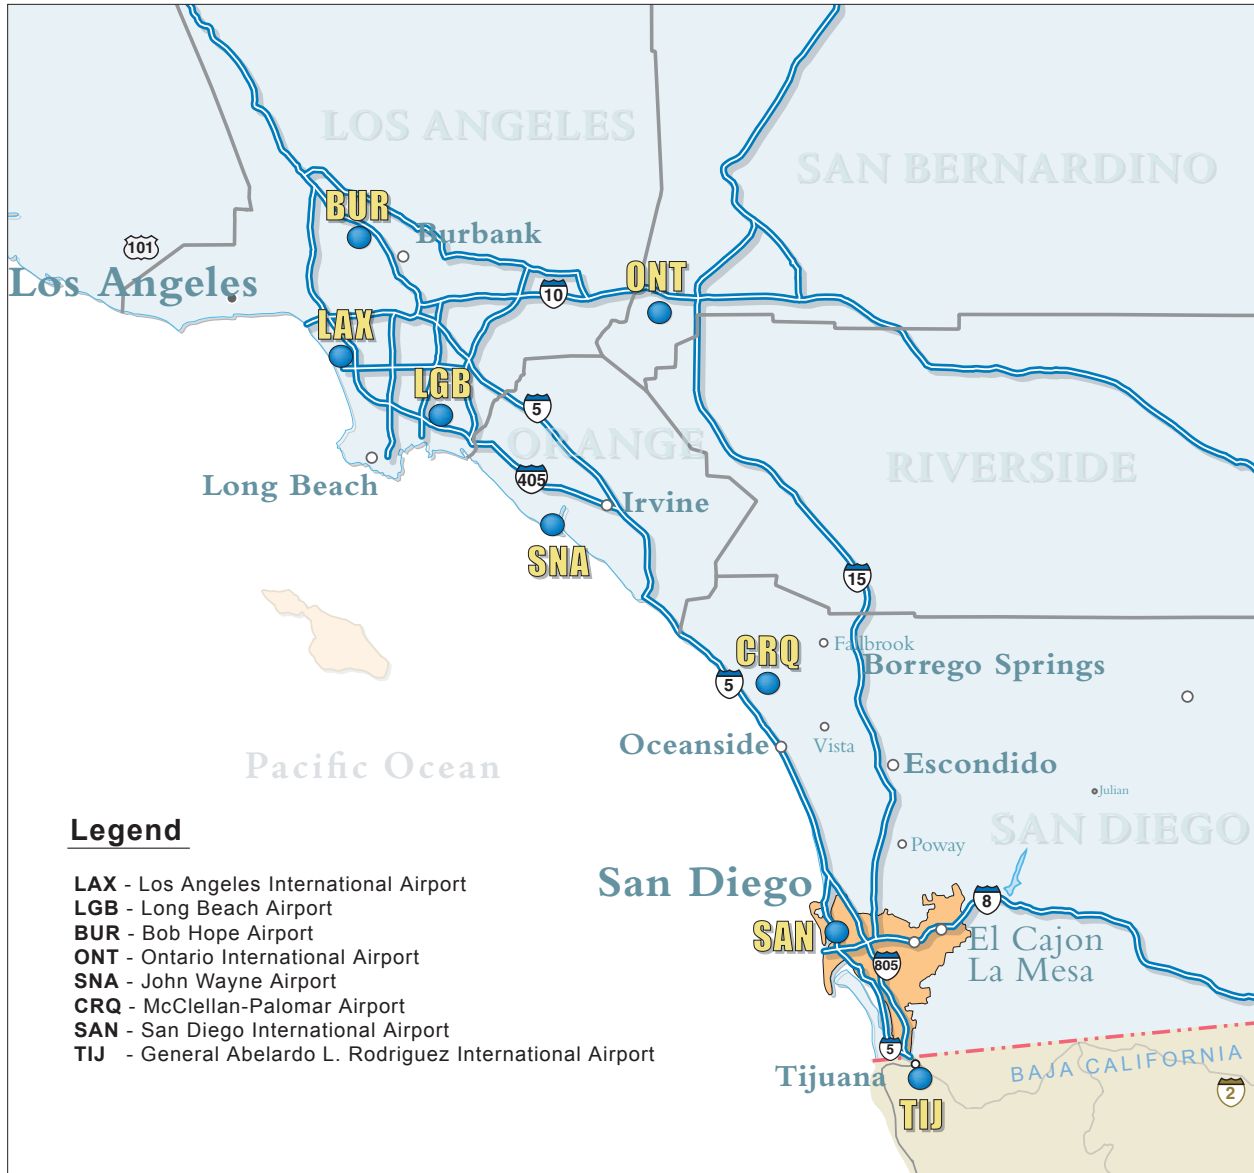 LOS ANGELES
SAN BERNARDINO
BUR
Burbank
101
Los Angeles
ONT
10
LAX
LGB
5
ORANGE
RIVERSIDE
405
Long Beach
Irvine
SNA
15
CRQ
Fallbrook
Borrego Springs
5
Oceanside
Vista
Pacific Ocean
Escondido
Julian
SAN DIEGO
Poway
San Diego
8
SAN
El Cajon
La Mesa
805
5
Tijuana
BAJA CALIFORNIA
2
TIJ
Legend
LAX - Los Angeles International Airport
LGB - Long Beach Airport
BUR - Bob Hope Airport
ONT - Ontario International Airport
SNA - John Wayne Airport
CRQ - McClellan-Palomar Airport
SAN - San Diego International Airport
TIJ - General Abelardo L. Rodriguez International Airport